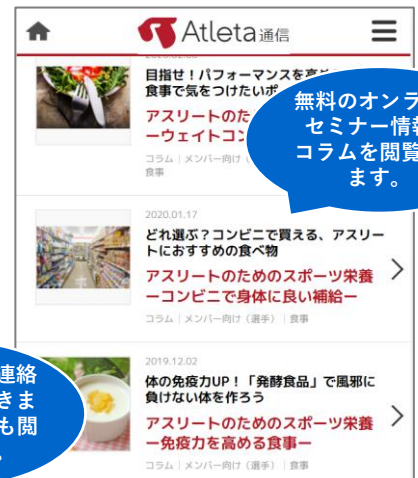 Atleta通信
目指せ！パフォーマンスを
食事で気をつけたい
アスリートのた
ーウェイトコン
コラム｜メンバー向け
食事
無料のオンラ
セミナー情報
コラムを閲覧
ます。
2020.01.17
どれ選ぶ？コンビニで買える、アスリー
トにおすすめの食べ物
アスリートのためのスポーツ栄養
ーコンビニで身体に良い補給ー
コラム｜メンバー向け（選手）｜食事
連絡
きま
も閲
2019.12.02
体の免疫力UP！「発酵食品」で風邪に
負けない体を作ろう
アスリートのためのスポーツ栄養
ー免疫力を高める食事ー
コラム｜メンバー向け（選手）｜食事